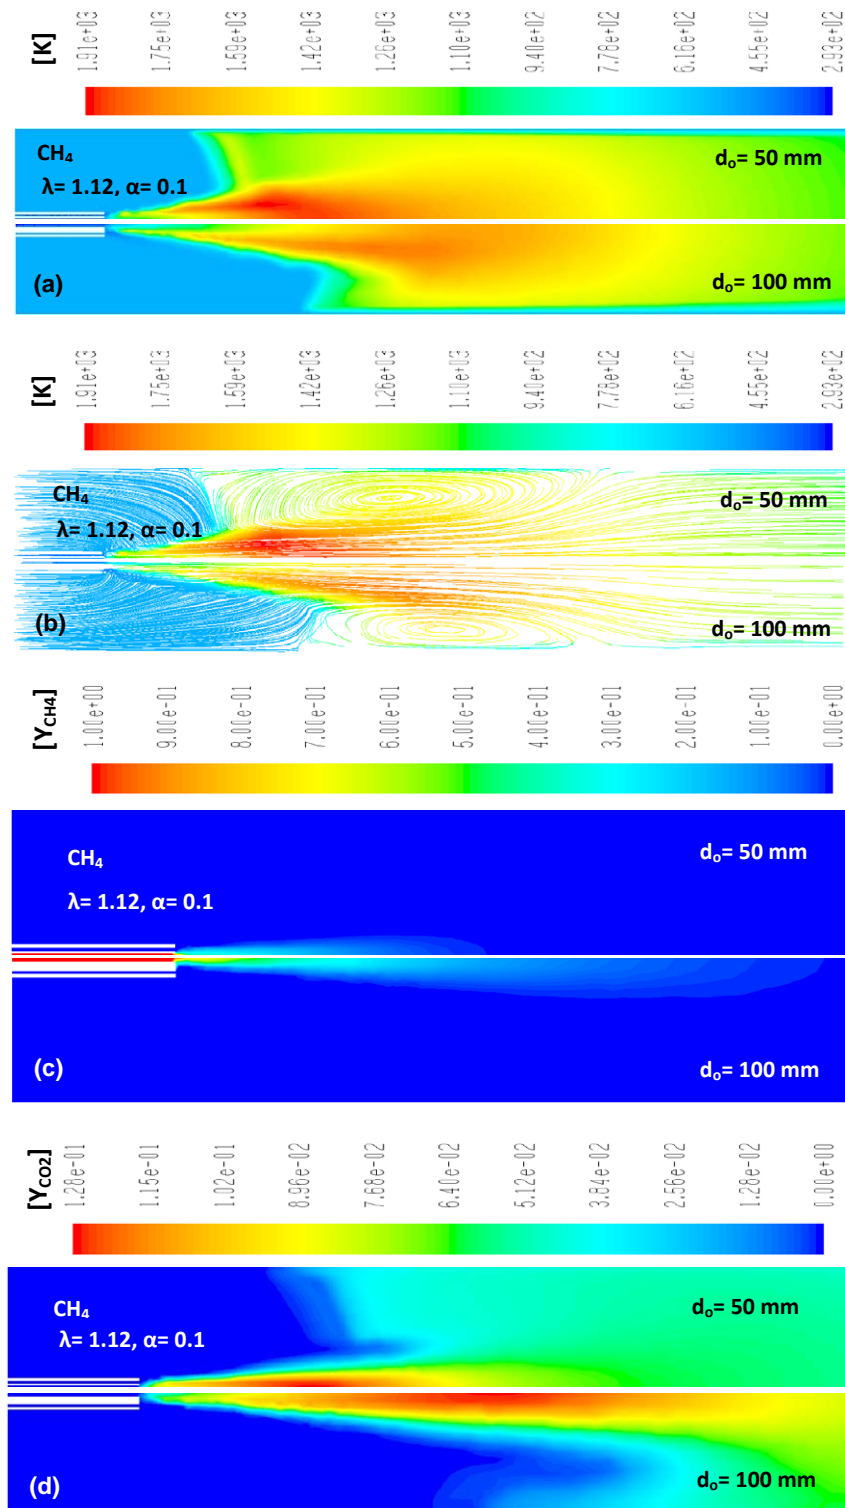 [K]
1.91e+03 1.75e+03 1.59e+03 1.42e+03 1.26e+03 1.10e+03 9.40e+02 7.78e+02 6.16e+02 4.55e+02 2.93e+02
CH₄
dₒ= 50 mm
λ= 1.12, α= 0.1
(a)
dₒ= 100 mm
[K]
1.91e+03 1.75e+03 1.59e+03 1.42e+03 1.26e+03 1.10e+03 9.40e+02 7.78e+02 6.16e+02 4.55e+02 2.93e+02
CH₄
dₒ= 50 mm
λ= 1.12, α= 0.1
(b)
dₒ= 100 mm
[Y_CH4]
1.00e+00 9.00e-01 8.00e-01 7.00e-01 6.00e-01 5.00e-01 4.00e-01 3.00e-01 2.00e-01 1.00e-01 0.00e+00
CH₄
dₒ= 50 mm
λ= 1.12, α= 0.1
(c)
dₒ= 100 mm
[Y_CO2]
1.28e-01 1.15e-01 1.02e-01 8.96e-02 7.68e-02 6.40e-02 5.12e-02 3.84e-02 2.56e-02 1.28e-02 0.00e+00
CH₄
dₒ= 50 mm
λ= 1.12, α= 0.1
(d)
dₒ= 100 mm